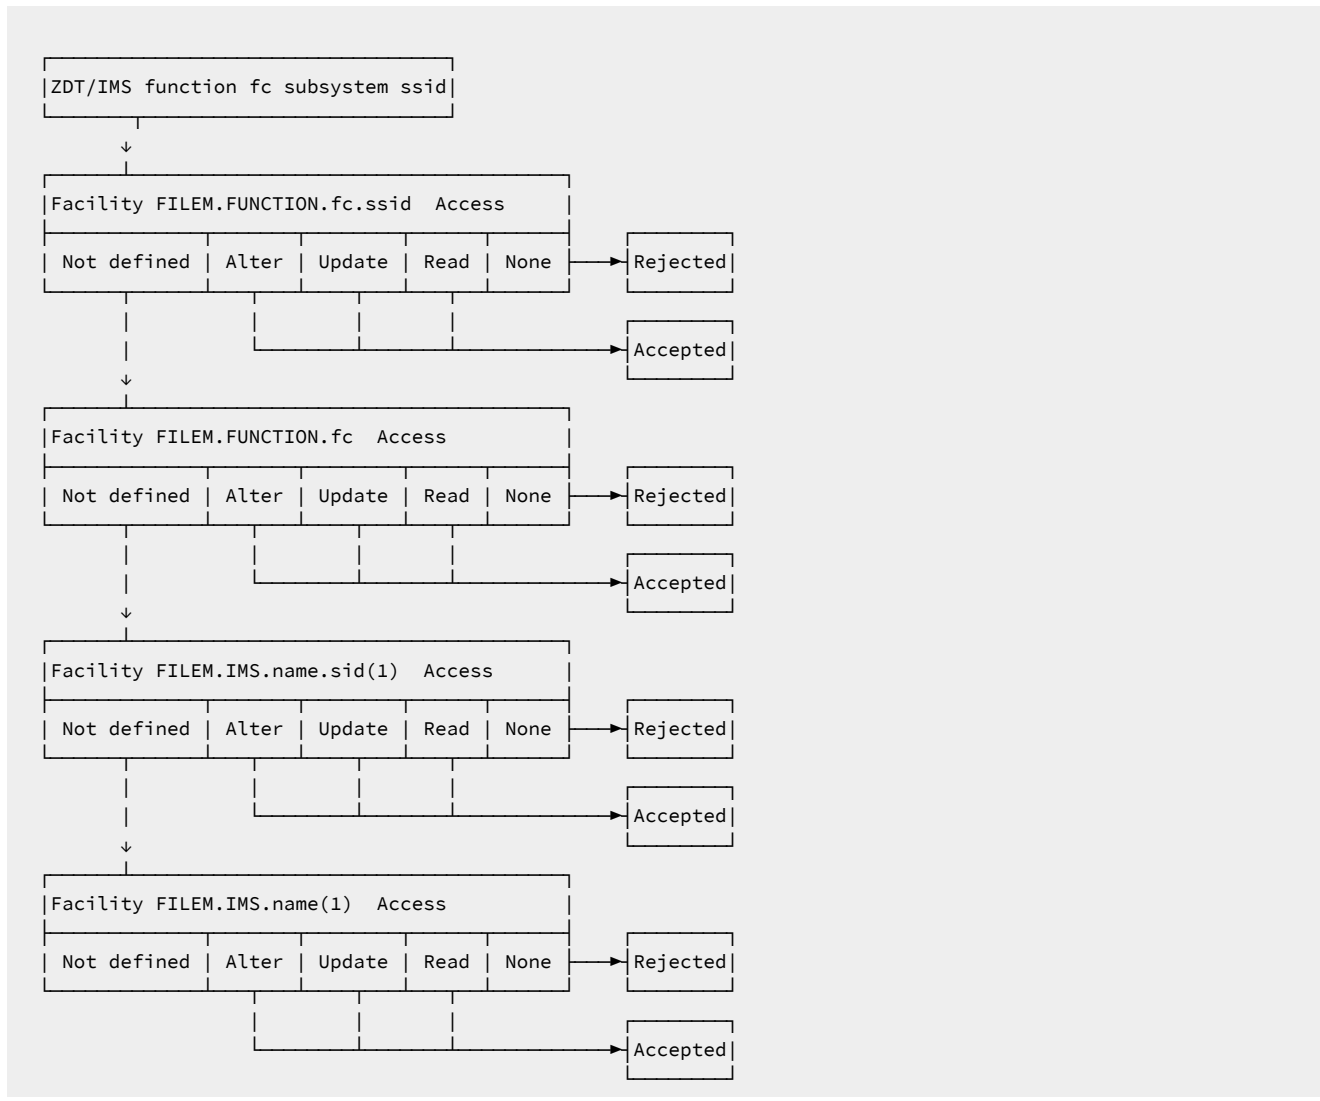 ZDT/IMS function fc subsystem ssid
Facility FILEM.FUNCTION.fc.ssid Access
Not defined Alter Update Read None Rejected
Accepted
Facility FILEM.FUNCTION.fc Access
Not defined Alter Update Read None Rejected
Accepted
Facility FILEM.IMS.name.sid(1) Access
Not defined Alter Update Read None Rejected
Accepted
Facility FILEM.IMS.name(1) Access
Not defined Alter Update Read None Rejected
Accepted